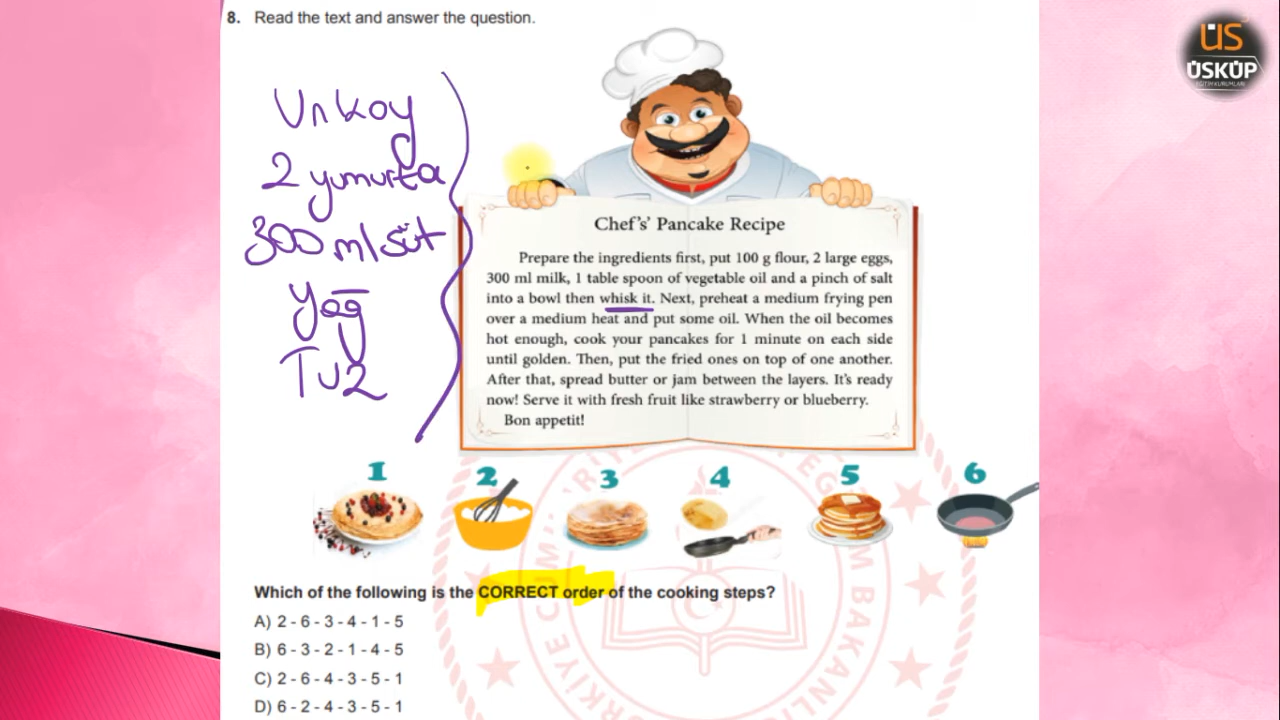 8. Read the text and answer the question.
üs
ÜSKÜP
EĞİTİM KURUMLARI
Un koy
2 yumurta
300 ml süt
yağ
Tuz
Chef's' Pancake Recipe
Prepare the ingredients first, put 100 g flour, 2 large eggs,
300 ml milk, 1 table spoon of vegetable oil and a pinch of salt
into a bowl then whisk it. Next, preheat a medium frying pen
over a medium heat and put some oil. When the oil becomes
hot enough, cook your pancakes for 1 minute on each side
until golden. Then, put the fried ones on top of one another.
After that, spread butter or jam between the layers. It's ready
now! Serve it with fresh fruit like strawberry or blueberry.
Bon appetit!
1 2 3 4 5 6
Which of the following is the CORRECT order of the cooking steps?
A) 2 - 6 - 3 - 4 - 1 - 5
B) 6 - 3 - 2 - 1 - 4 - 5
C) 2 - 6 - 4 - 3 - 5 - 1
D) 6 - 2 - 4 - 3 - 5 - 1